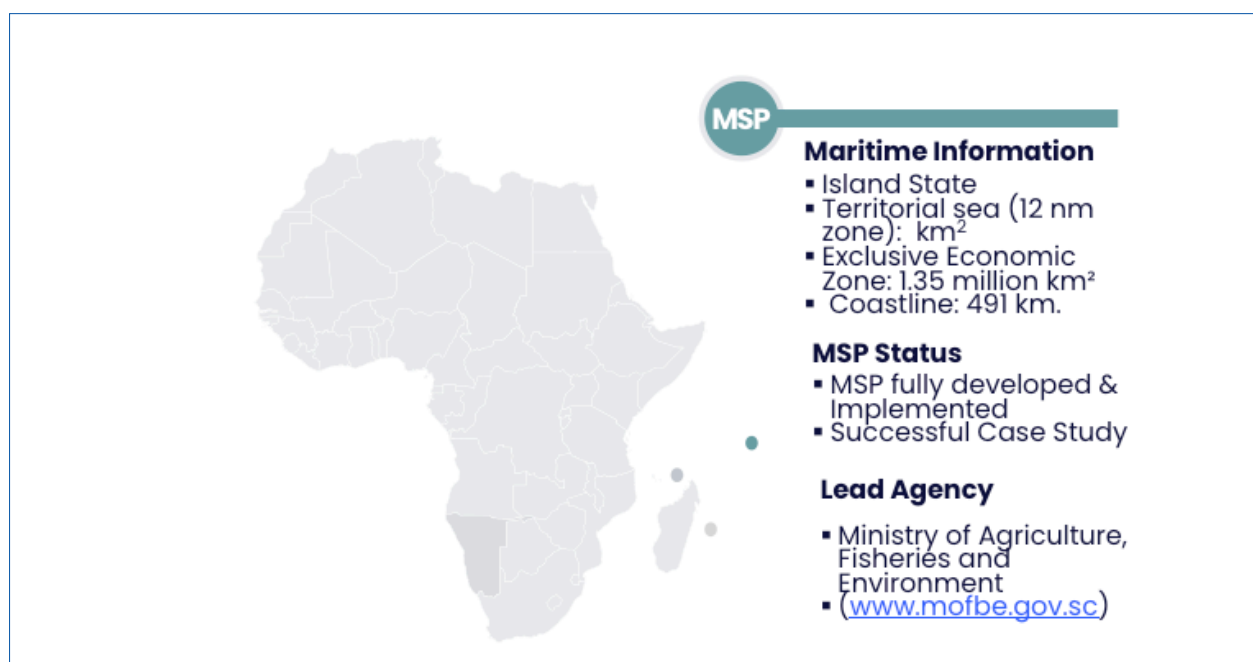 MSP
Maritime Information
▪ Island State
▪ Territorial sea (12 nm
zone): km²
▪ Exclusive Economic
Zone: 1.35 million km²
▪ Coastline: 491 km.
MSP Status
▪ MSP fully developed &
Implemented
▪ Successful Case Study
Lead Agency
▪ Ministry of Agriculture,
Fisheries and
Environment
▪ (www.mofbe.gov.sc)